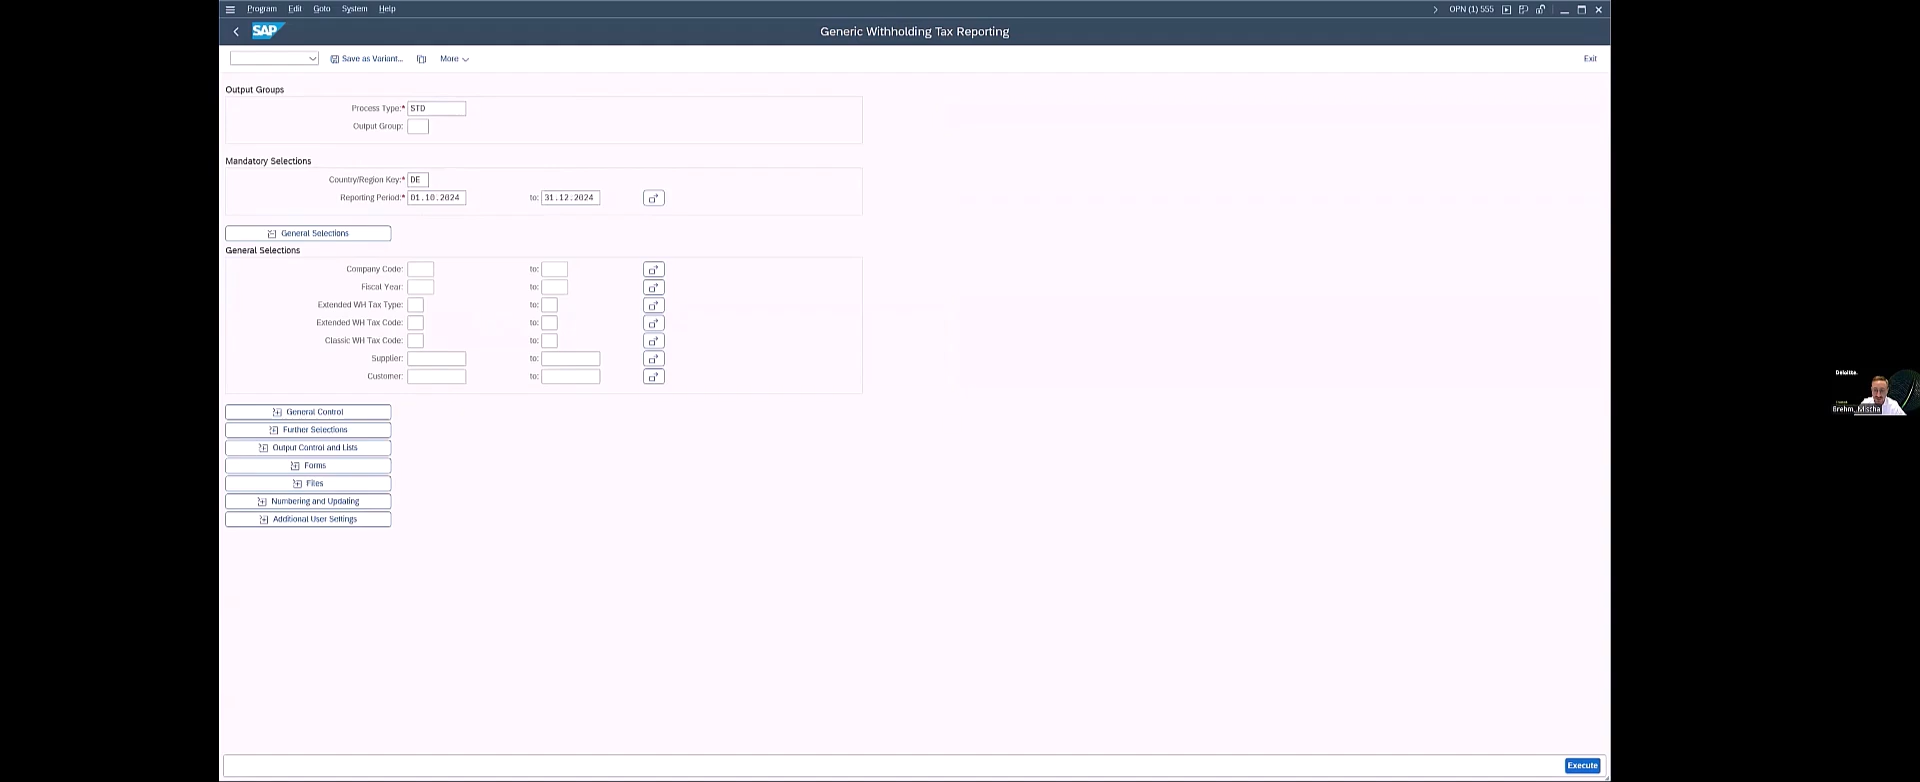 Program Edit Goto System Help OPN (1) 555
SAP Generic Withholding Tax Reporting
Save as Variant... More Exit
Output Groups
Process Type:* STD
Output Group:
Mandatory Selections
Country/Region Key:* DE
Reporting Period:* 01.10.2024 to: 31.12.2024
General Selections
General Selections
Company Code: to:
Fiscal Year: to:
Extended WH Tax Type: to:
Extended WH Tax Code: to:
Classic WH Tax Code: to:
Supplier: to:
Customer: to:
General Control
Further Selections
Output Control and Lists
Forms
Files
Numbering and Updating
Additional User Settings
Execute
Deloitte.
Brehm, Mischa